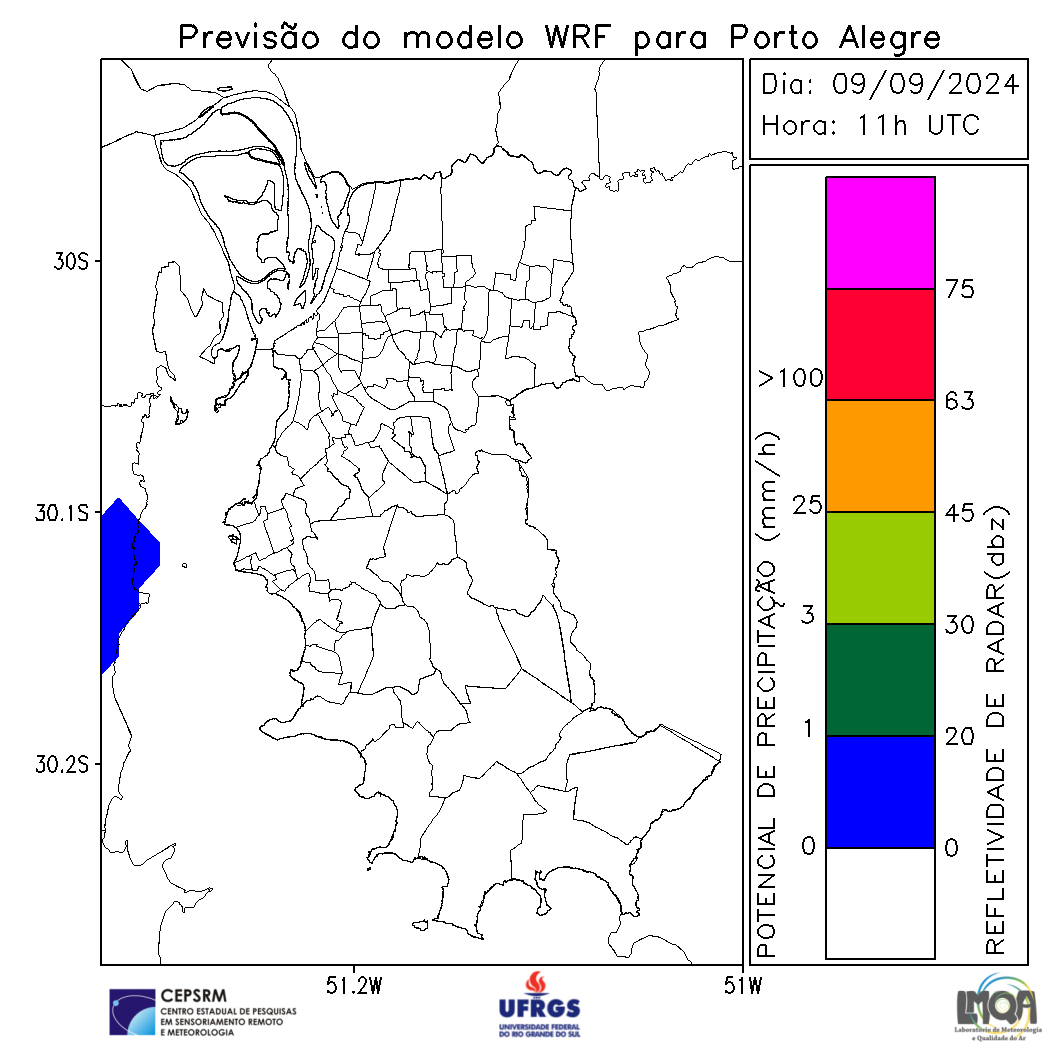 Previsão do modelo WRF para Porto Alegre
Dia: 09/09/2024
Hora: 11h UTC
30S
30.1S
30.2S
51.2W
51W
POTENCIAL DE PRECIPITAÇÃO (mm/h)
>100
25
3
1
0
75
63
45
30
20
0
REFLETIVIDADE DE RADAR(dbz)
CEPSRM
CENTRO ESTADUAL DE PESQUISAS
EM SENSORIAMENTO REMOTO
E METEOROLOGIA
UFRGS
UNIVERSIDADE FEDERAL
DO RIO GRANDE DO SUL
LMQA
Laboratório de Meteorologia
e Qualidade do Ar